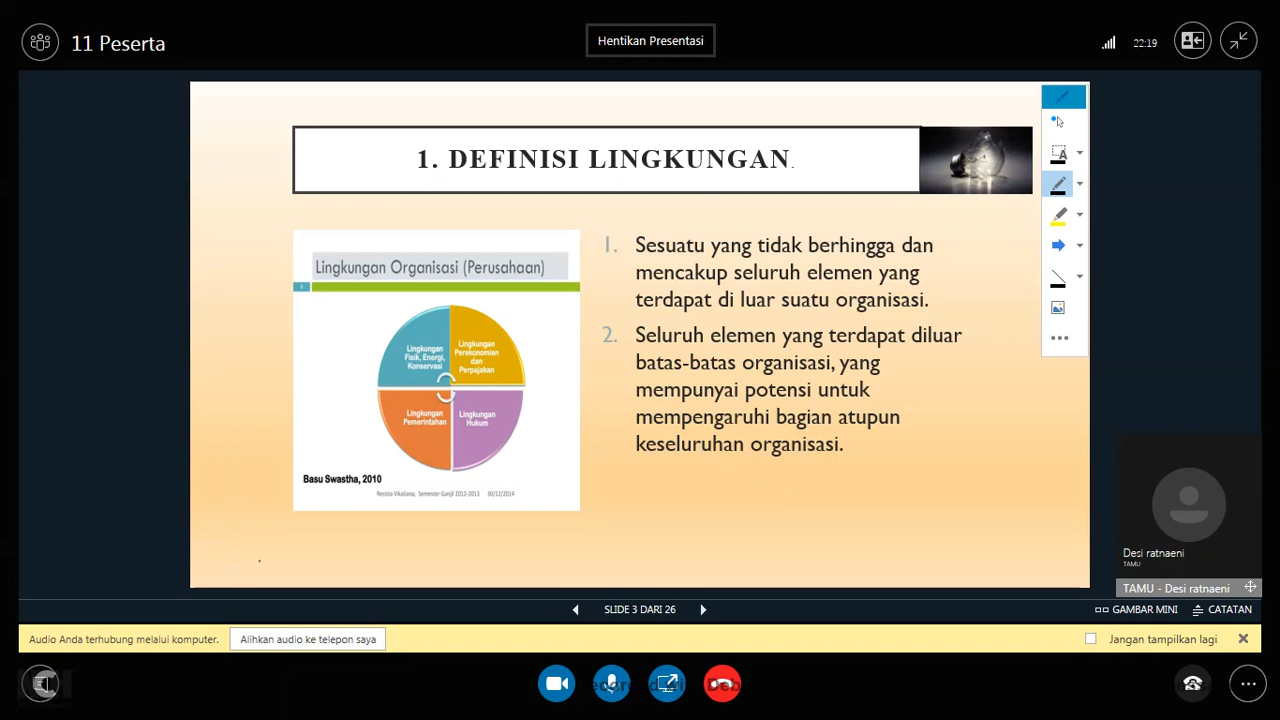 11 Peserta
Hentikan Presentasi
22:19
1. DEFINISI LINGKUNGAN.
Lingkungan Organisasi (Perusahaan)
1
Lingkungan
Fisik, Energi,
Konservasi
Lingkungan
Perekonomian
dan
Perpajakan
Lingkungan
Pemerintahan
Lingkungan
Hukum
Basu Swastha, 2010
Resista Vikaliana, Semester Ganjil 2012-2013 30/12/2014
1. Sesuatu yang tidak berhingga dan
mencakup seluruh elemen yang
terdapat di luar suatu organisasi.
2. Seluruh elemen yang terdapat diluar
batas-batas organisasi, yang
mempunyai potensi untuk
mempengaruhi bagian atupun
keseluruhan organisasi.
A
Desi ratnaeni
TAMU
TAMU - Desi ratnaeni
SLIDE 3 DARI 26
GAMBAR MINI
CATATAN
Audio Anda terhubung melalui komputer.
Alihkan audio ke telepon saya
Jangan tampilkan lagi